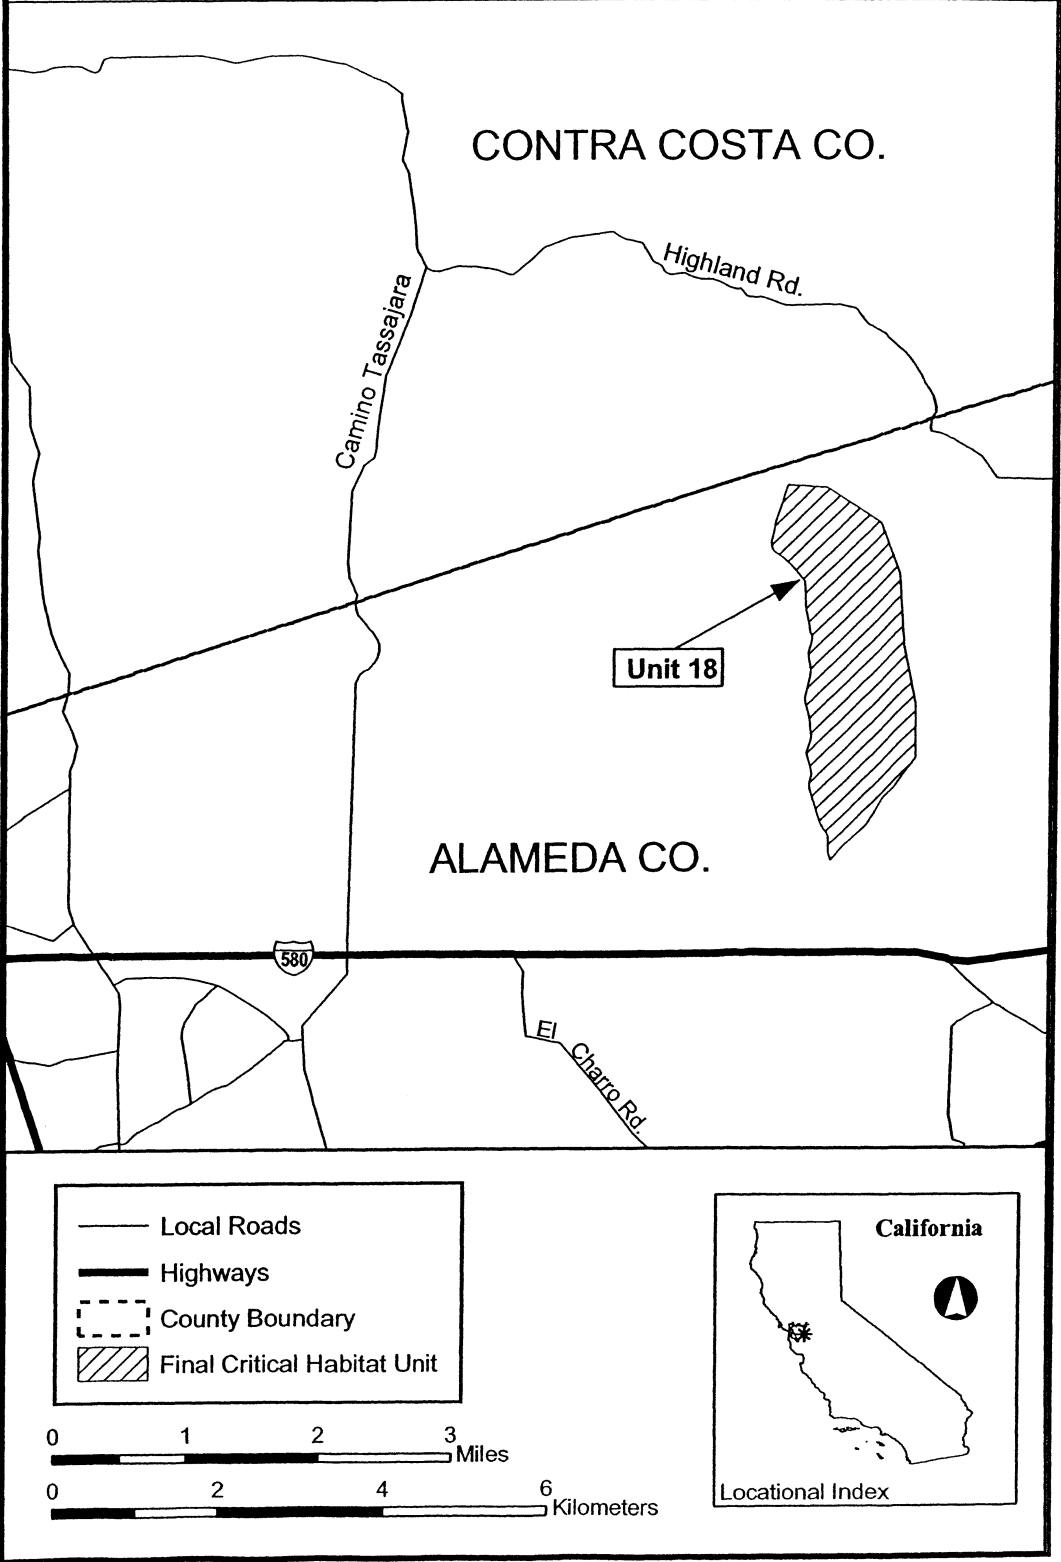 CONTRA COSTA CO.
Highland Rd.
Camino Tassajara
Unit 18
ALAMEDA CO.
580
El
Charro Rd.
Local Roads
Highways
County Boundary
Final Critical Habitat Unit
0 1 2 3
Miles
0 2 4 6
Kilometers
California
Locational Index